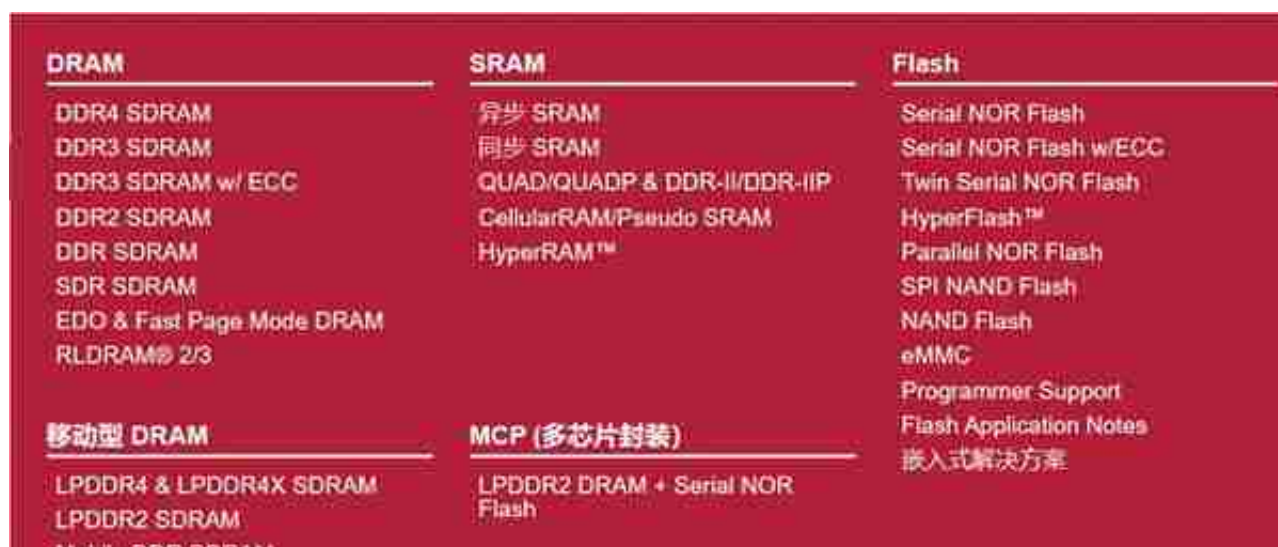 DRAM
DDR4 SDRAM
DDR3 SDRAM
DDR3 SDRAM w/ ECC
DDR2 SDRAM
DDR SDRAM
SDR SDRAM
EDO & Fast Page Mode DRAM
RLDRAM® 2/3
移动型 DRAM
LPDDR4 & LPDDR4X SDRAM
LPDDR2 SDRAM
SRAM
异步 SRAM
同步 SRAM
QUAD/QUADP & DDR-II/DDR-IIP
CellularRAM/Pseudo SRAM
HyperRAM™
MCP (多芯片封装)
LPDDR2 DRAM + Serial NOR
Flash
Flash
Serial NOR Flash
Serial NOR Flash w/ECC
Twin Serial NOR Flash
HyperFlash™
Parallel NOR Flash
SPI NAND Flash
NAND Flash
eMMC
Programmer Support
Flash Application Notes
嵌入式解决方案